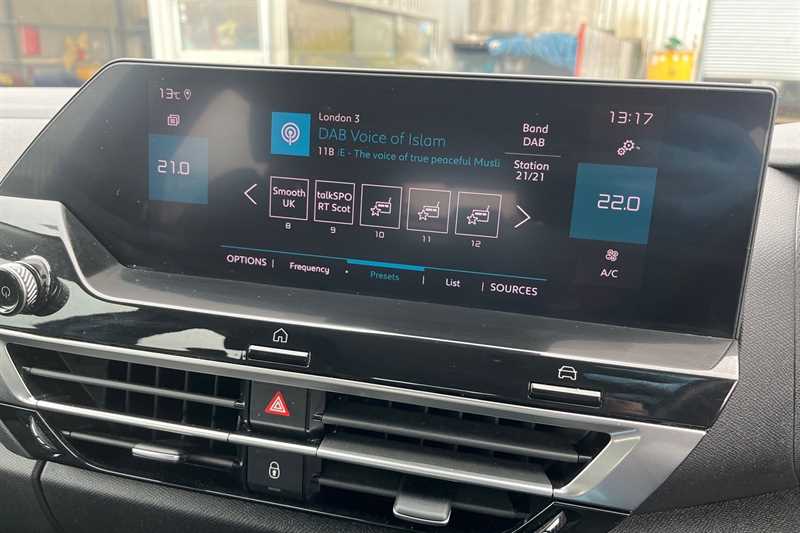 13℃
London 3
13:17
DAB Voice of Islam
Band
DAB
11B :E - The voice of true peaceful Musli
Station
21/21
21.0
22.0
Smooth
UK
talkSPO
RT Scot
8
9
10
11
12
OPTIONS
Frequency
Presets
List
SOURCES
A/C